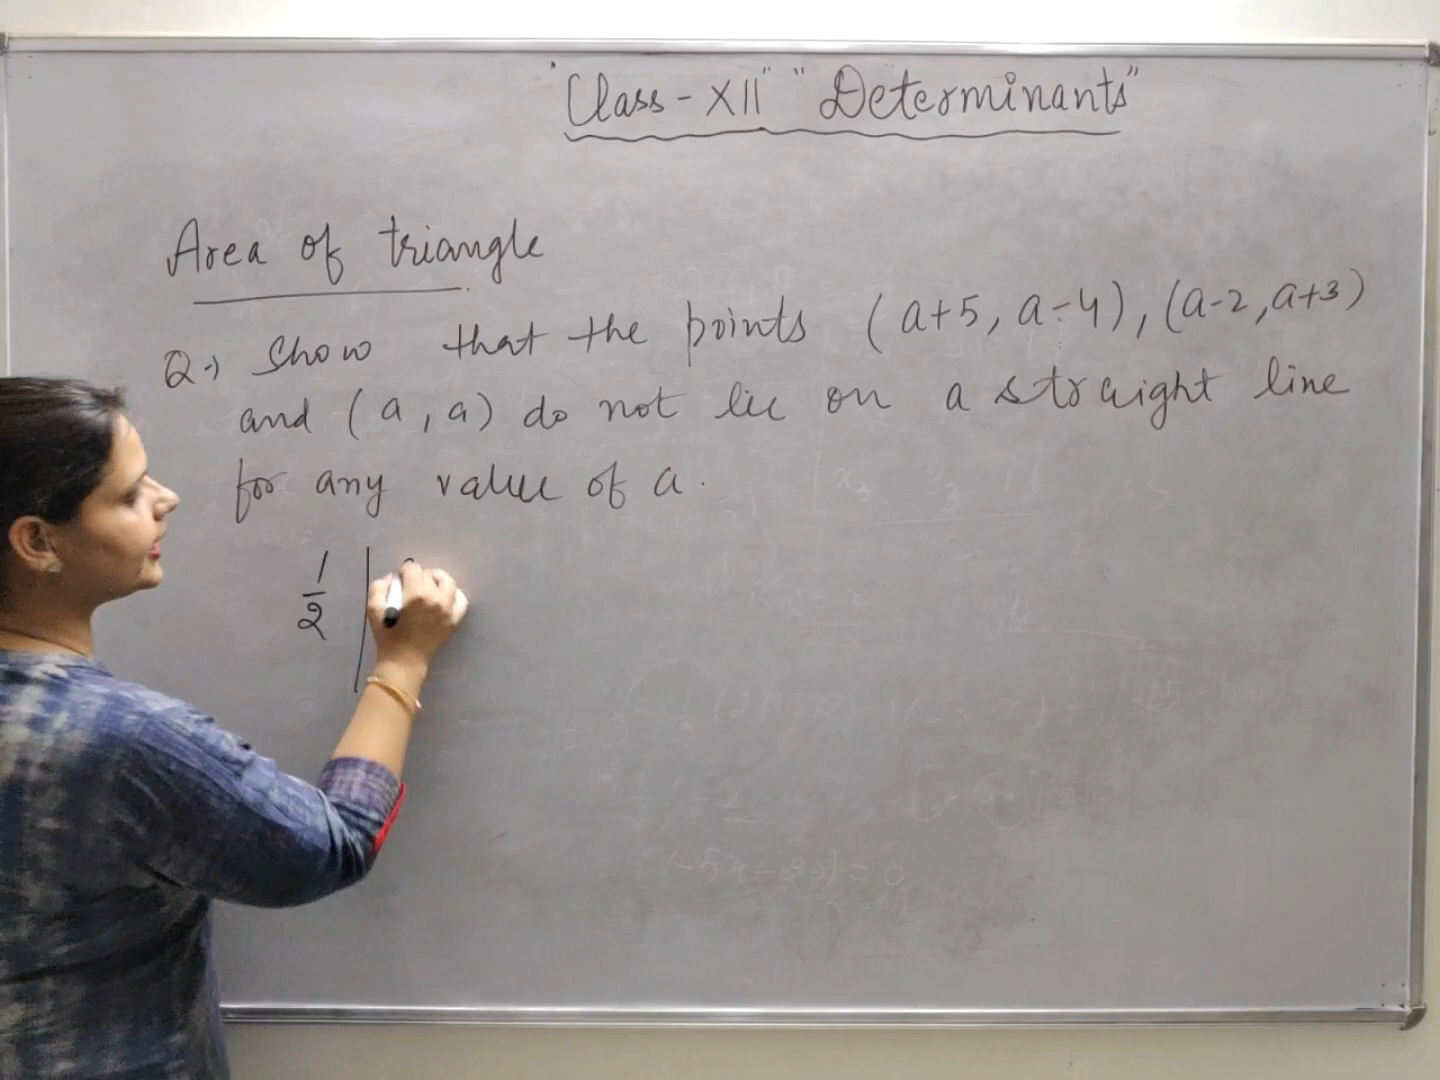 "Class-XII" "Determinants"
Area of triangle
Q.1 Show that the points (a+5, a-4), (a-2, a+3)
and (a, a) do not lie on a straight line
for any value of a.
1/2 |